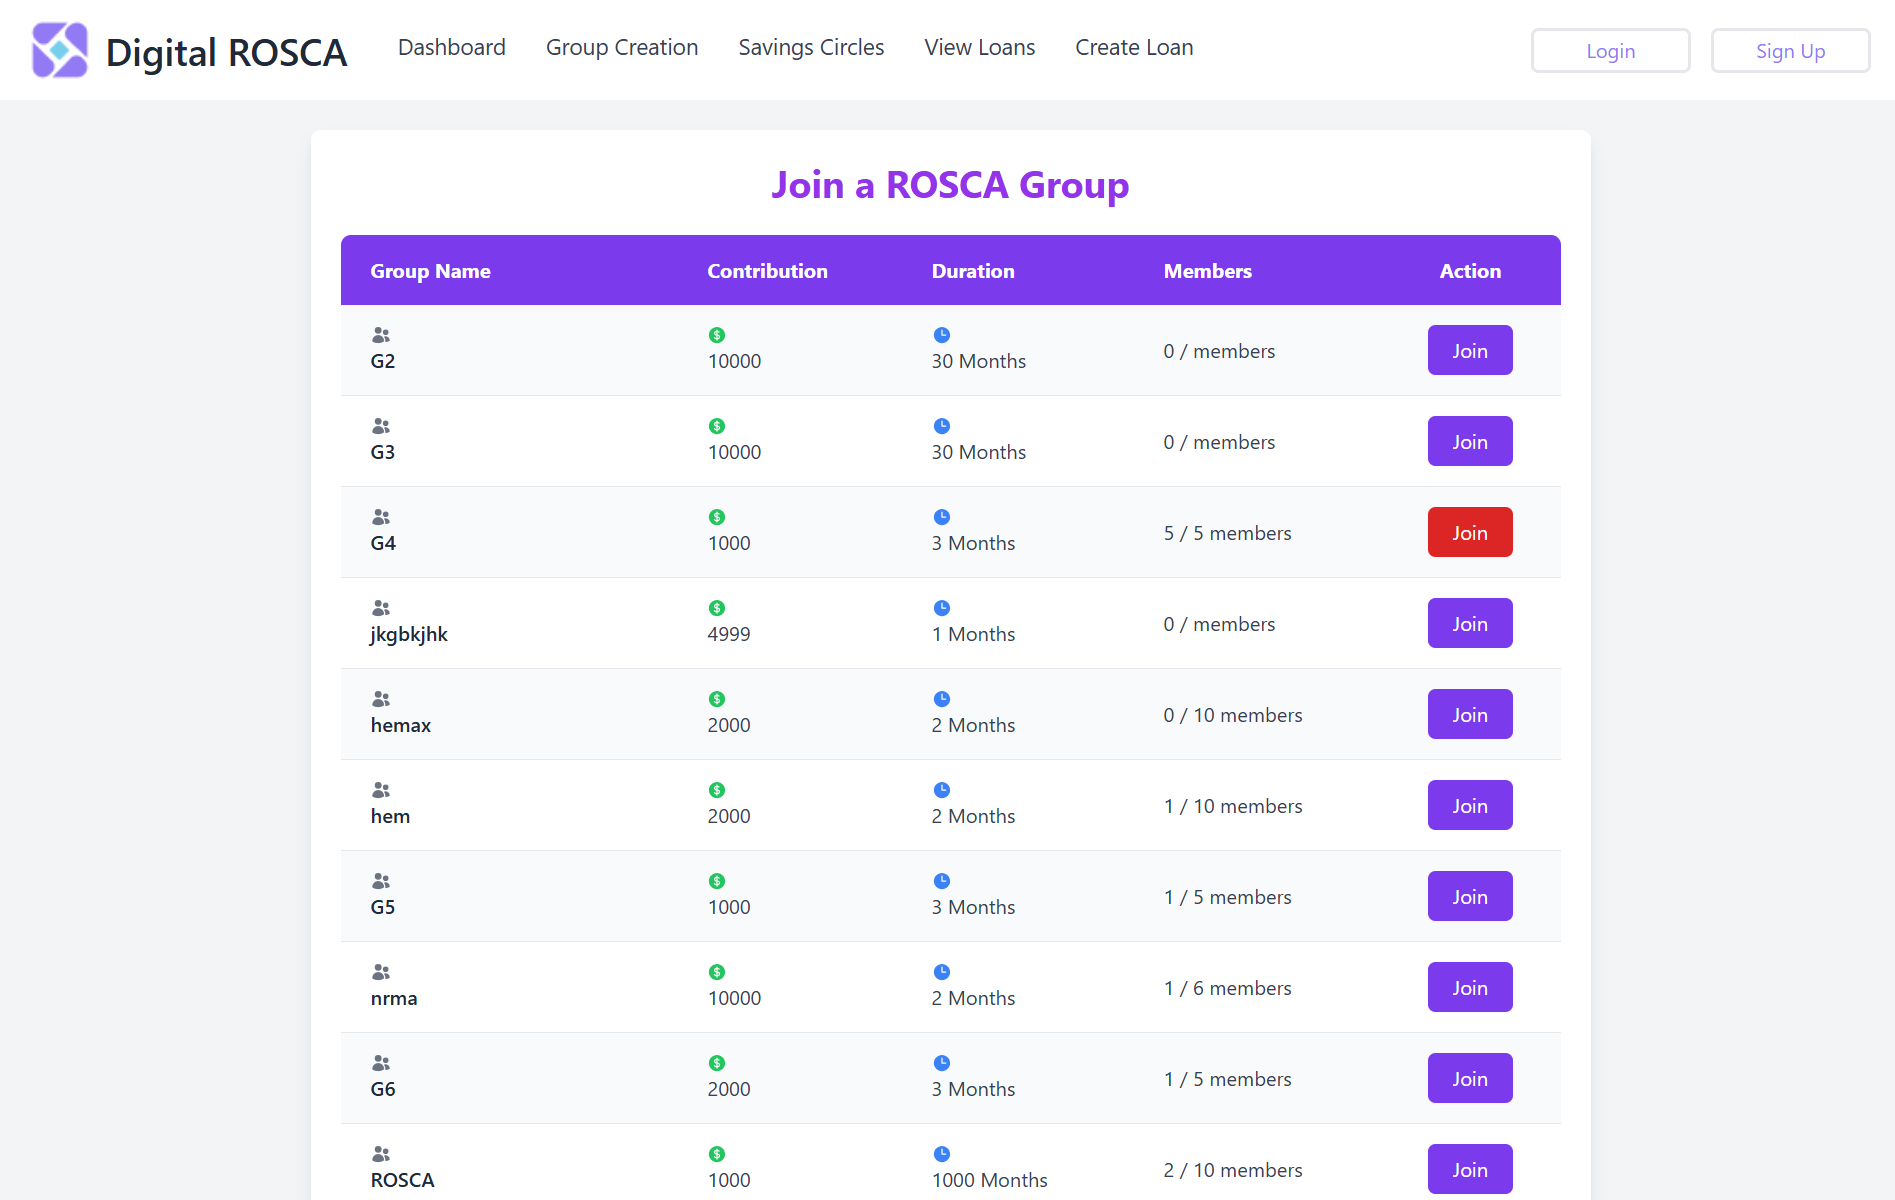 Digital ROSCA Dashboard Group Creation Savings Circles View Loans Create Loan Login Sign Up
Join a ROSCA Group
Group Name Contribution Duration Members Action
G2 10000 30 Months 0 / members Join
G3 10000 30 Months 0 / members Join
G4 1000 3 Months 5 / 5 members Join
jkgbkjhk 4999 1 Months 0 / members Join
hemax 2000 2 Months 0 / 10 members Join
hem 2000 2 Months 1 / 10 members Join
G5 1000 3 Months 1 / 5 members Join
nrma 10000 2 Months 1 / 6 members Join
G6 2000 3 Months 1 / 5 members Join
ROSCA 1000 1000 Months 2 / 10 members Join